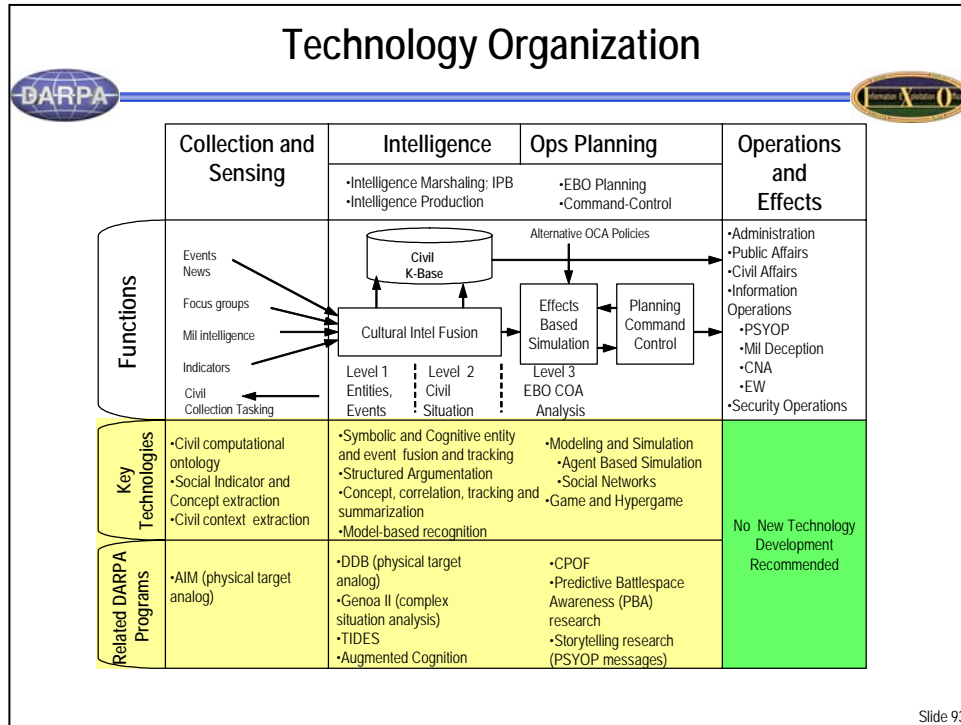 Technology Organization
DARPA
Information Exploitation Office
I X O
Collection and
Sensing
Intelligence
Ops Planning
Operations
and
Effects
•Intelligence Marshaling; IPB
•Intelligence Production
•EBO Planning
•Command-Control
Functions
Events
News
Focus groups
Mil intelligence
Indicators
Civil
Collection Tasking
Civil
K-Base
Cultural Intel Fusion
Level 1
Entities,
Events
Level 2
Civil
Situation
Alternative OCA Policies
Effects
Based
Simulation
Planning
Command
Control
Level 3
EBO COA
Analysis
•Administration
•Public Affairs
•Civil Affairs
•Information
Operations
•PSYOP
•Mil Deception
•CNA
•EW
•Security Operations
Key
Technologies
•Civil computational
ontology
•Social Indicator and
Concept extraction
•Civil context extraction
•Symbolic and Cognitive entity
and event fusion and tracking
•Structured Argumentation
•Concept, correlation, tracking and
summarization
•Model-based recognition
•Modeling and Simulation
•Agent Based Simulation
•Social Networks
•Game and Hypergame
No New Technology
Development
Recommended
Related DARPA
Programs
•AIM (physical target
analog)
•DDB (physical target
analog)
•Genoa II (complex
situation analysis)
•TIDES
•Augmented Cognition
•CPOF
•Predictive Battlespace
Awareness (PBA)
research
•Storytelling research
(PSYOP messages)